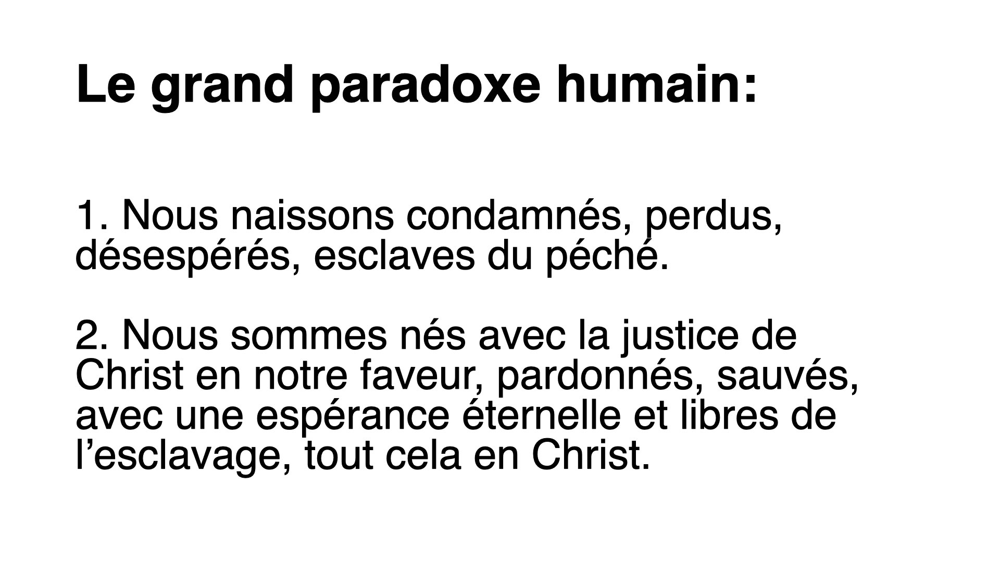 Le grand paradoxe humain:
1. Nous naissons condamnés, perdus,
désespérés, esclaves du péché.
2. Nous sommes nés avec la justice de
Christ en notre faveur, pardonnés, sauvés,
avec une espérance éternelle et libres de
l’esclavage, tout cela en Christ.